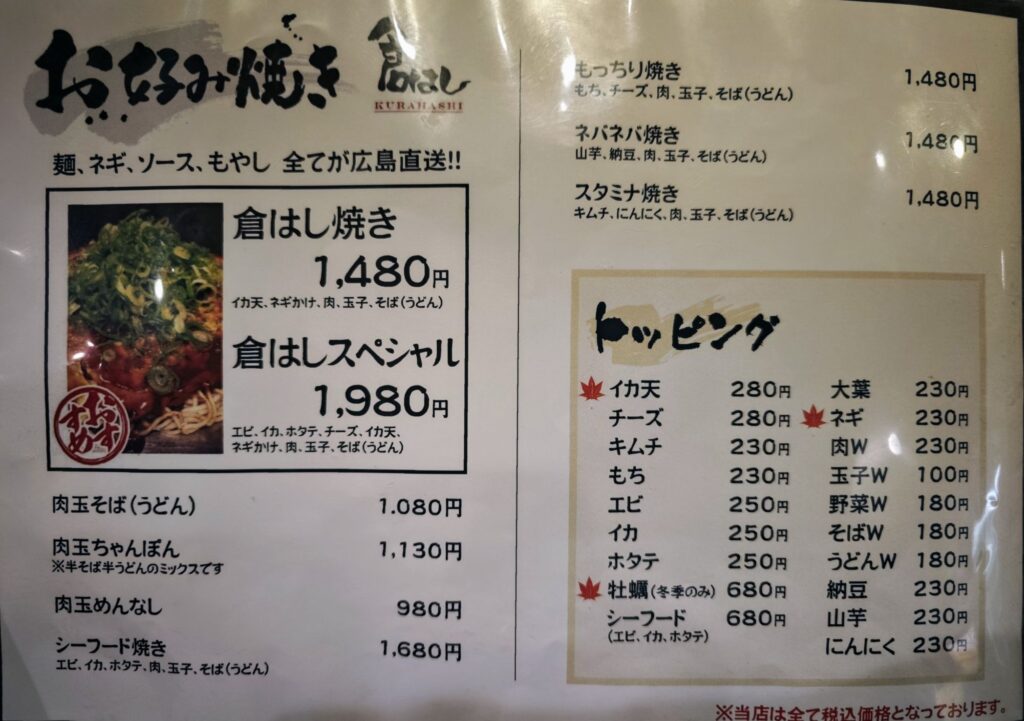 お好み焼き 倉はし
KURAHASHI
麺、ネギ、ソース、もやし 全てが広島直送!!
倉はし焼き
1,480円
イカ天、ネギかけ、肉、玉子、そば(うどん)
倉はしスペシャル
1,980円
エビ、イカ、ホタテ、チーズ、イカ天、
ネギかけ、肉、玉子、そば(うどん)
おすすめ
肉玉そば(うどん) 1.080円
肉玉ちゃんぽん 1,130円
※半そば半うどんのミックスです
肉玉めんなし 980円
シーフード焼き 1,680円
エビ、イカ、ホタテ、肉、玉子、そば(うどん)
もっちり焼き 1,480円
もち、チーズ、肉、玉子、そば(うどん)
ネバネバ焼き 1,480円
山芋、納豆、肉、玉子、そば(うどん)
スタミナ焼き 1,480円
キムチ、にんにく、肉、玉子、そば(うどん)
トッピング
イカ天 280円
チーズ 280円
キムチ 230円
もち 230円
エビ 250円
イカ 250円
ホタテ 250円
牡蠣(冬季のみ) 680円
シーフード 680円
(エビ、イカ、ホタテ)
大葉 230円
ネギ 230円
肉W 230円
玉子W 100円
野菜W 180円
そばW 180円
うどんW 180円
納豆 230円
山芋 230円
にんにく 230円
※当店は全て税込価格となっております。